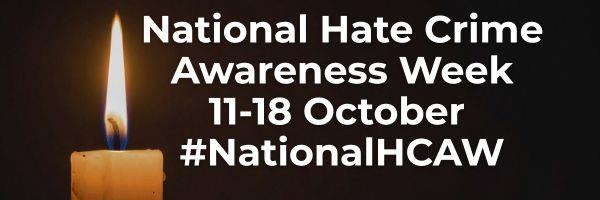 National Hate Crime
Awareness Week
11-18 October
#NationalHCAW